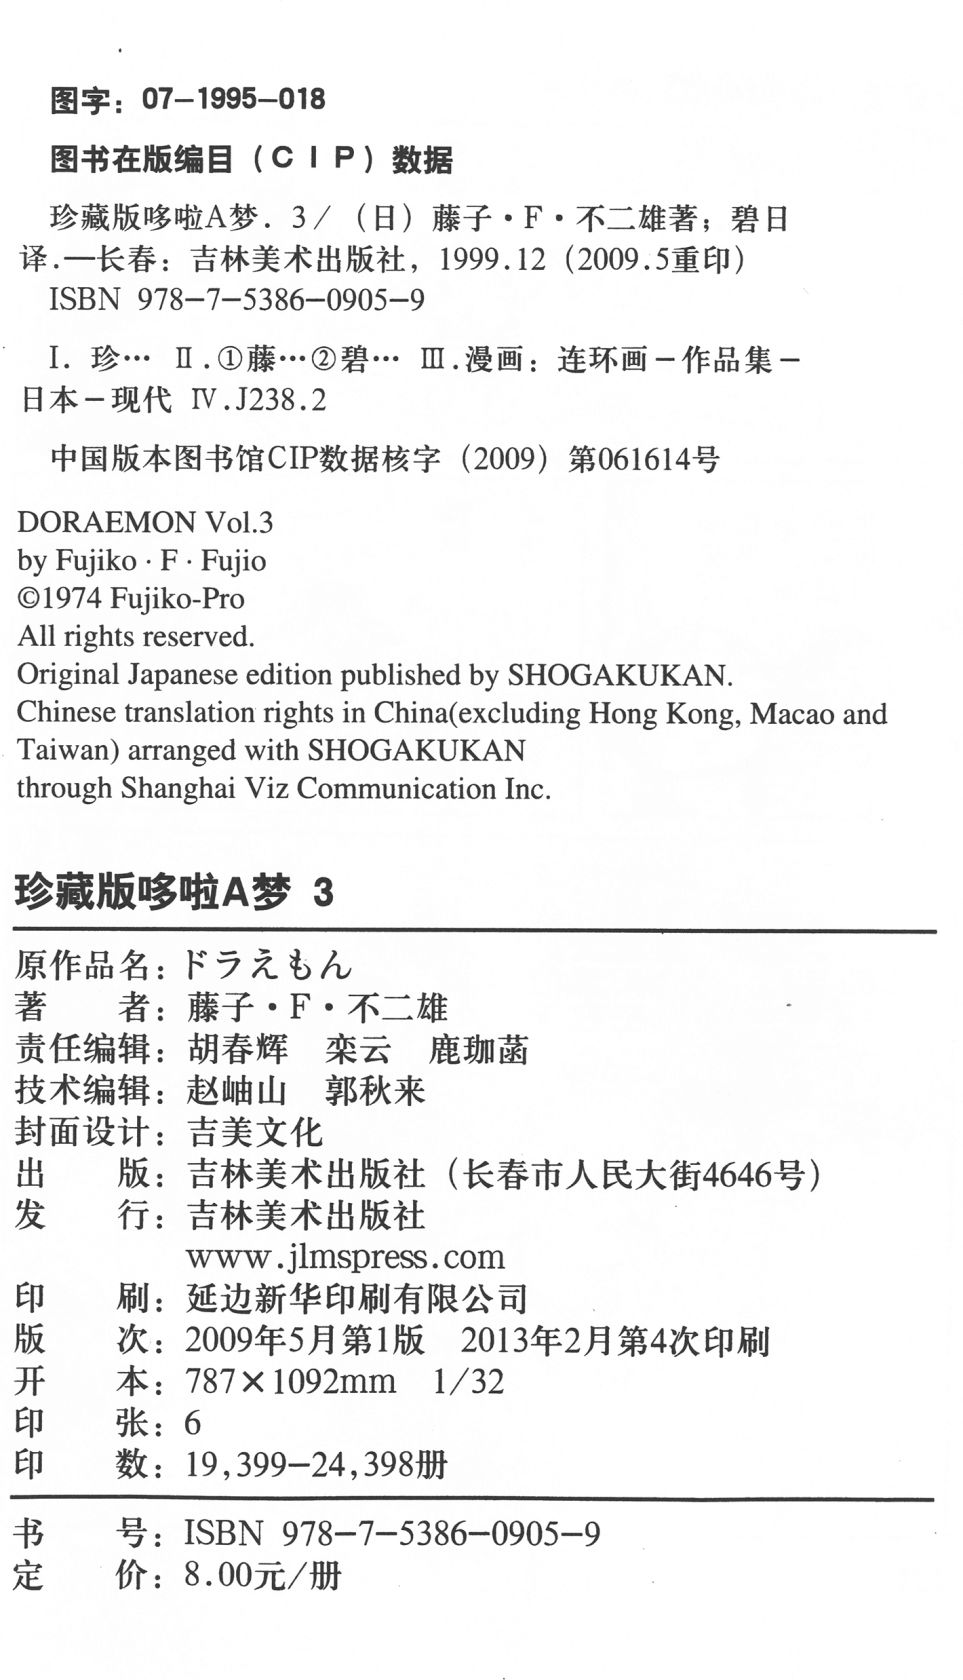 图字：07-1995-018
图书在版编目（CIP）数据
珍藏版哆啦A梦．3／（日）藤子·F·不二雄著；碧日
译．—长春：吉林美术出版社，1999.12（2009.5重印）
ISBN 978-7-5386-0905-9
Ⅰ．珍… Ⅱ．①藤…②碧… Ⅲ．漫画：连环画－作品集－
日本－现代 Ⅳ．J238.2
中国版本图书馆CIP数据核字（2009）第061614号
DORAEMON Vol.3
by Fujiko · F · Fujio
©1974 Fujiko-Pro
All rights reserved.
Original Japanese edition published by SHOGAKUKAN.
Chinese translation rights in China(excluding Hong Kong, Macao and
Taiwan) arranged with SHOGAKUKAN
through Shanghai Viz Communication Inc.
珍藏版哆啦A梦 3
原作品名：ドラえもん
著　　者：藤子·F·不二雄
责任编辑：胡春辉　栾云　鹿珈菡
技术编辑：赵岫山　郭秋来
封面设计：吉美文化
出　　版：吉林美术出版社（长春市人民大街4646号）
发　　行：吉林美术出版社
www.jlmspress.com
印　　刷：延边新华印刷有限公司
版　　次：2009年5月第1版　2013年2月第4次印刷
开　　本：787×1092mm　1/32
印　　张：6
印　　数：19,399-24,398册
书　　号：ISBN 978-7-5386-0905-9
定　　价：8.00元/册